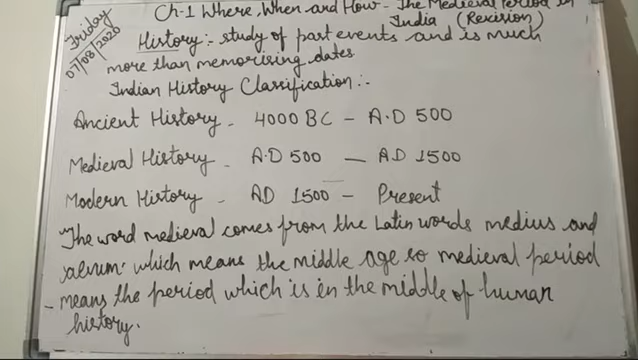 Friday
07/08/2020
Ch-1 Where, When and How - The Medieval Period in
India (Revision)
History:- study of past events and is much
more than memorising dates
Indian History Classification:-
Ancient History - 4000 BC - A.D 500
Medieval History - A.D 500 - AD 1500
Modern History - AD 1500 - Present
The word medieval comes from the Latin words medius and
which means the middle age so medieval period
- means the period which is in the middle of human
history.